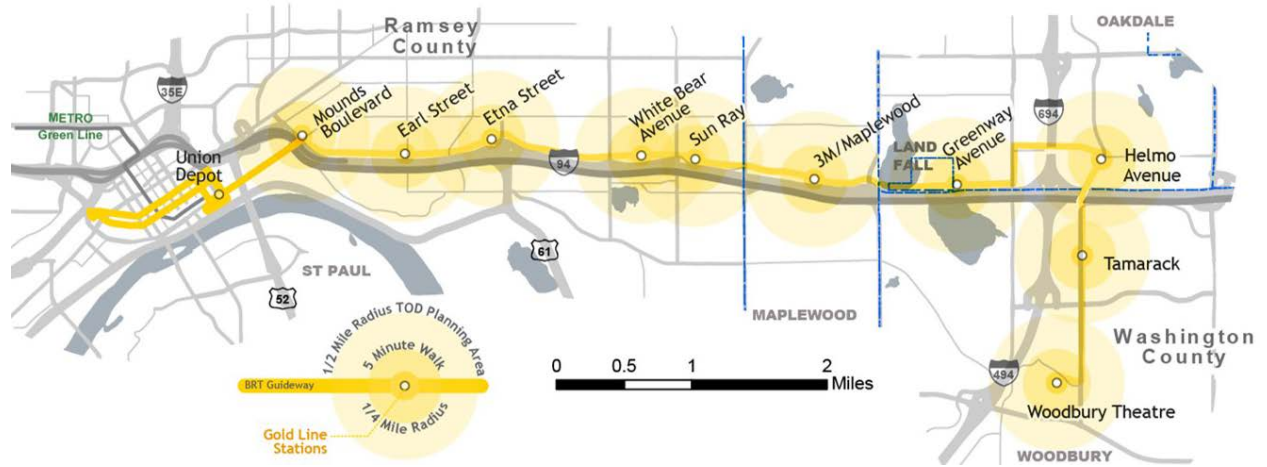 Ramsey
County
OAKDALE
35E
METRO
Green Line
Mounds
Boulevard
Earl Street
Etna Street
White Bear
Avenue
Sun Ray
3M/Maplewood
LAND
FALL
Greenway
Avenue
694
Helmo
Avenue
94
Union
Depot
61
ST PAUL
52
Tamarack
MAPLEWOOD
Washington
County
494
Woodbury Theatre
WOODBURY
1/2 Mile Radius TOD Planning Area
5 Minute Walk
BRT Guideway
1/4 Mile Radius
Gold Line
Stations
0 0.5 1 2
Miles